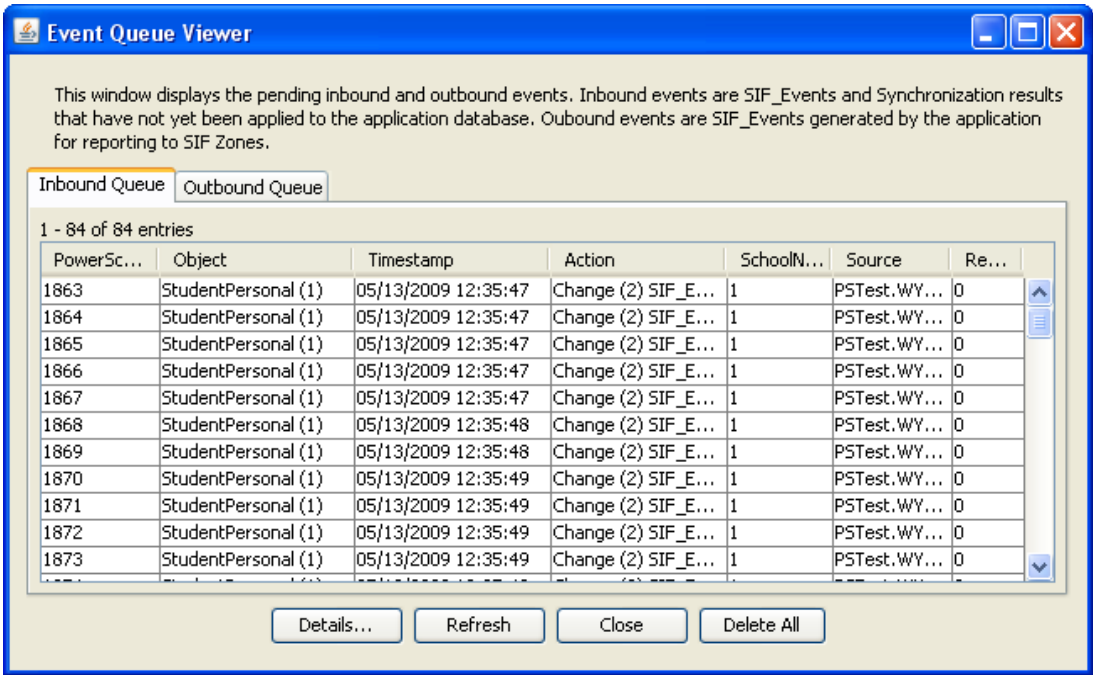 Event Queue Viewer
This window displays the pending inbound and outbound events. Inbound events are SIF_Events and Synchronization results
that have not yet been applied to the application database. Oubound events are SIF_Events generated by the application
for reporting to SIF Zones.
Inbound Queue Outbound Queue
1 - 84 of 84 entries
PowerSc... Object Timestamp Action SchoolN... Source Re...
1863 StudentPersonal (1) 05/13/2009 12:35:47 Change (2) SIF_E... 1 PSTest.WY... 0
1864 StudentPersonal (1) 05/13/2009 12:35:47 Change (2) SIF_E... 1 PSTest.WY... 0
1865 StudentPersonal (1) 05/13/2009 12:35:47 Change (2) SIF_E... 1 PSTest.WY... 0
1866 StudentPersonal (1) 05/13/2009 12:35:47 Change (2) SIF_E... 1 PSTest.WY... 0
1867 StudentPersonal (1) 05/13/2009 12:35:47 Change (2) SIF_E... 1 PSTest.WY... 0
1868 StudentPersonal (1) 05/13/2009 12:35:48 Change (2) SIF_E... 1 PSTest.WY... 0
1869 StudentPersonal (1) 05/13/2009 12:35:48 Change (2) SIF_E... 1 PSTest.WY... 0
1870 StudentPersonal (1) 05/13/2009 12:35:49 Change (2) SIF_E... 1 PSTest.WY... 0
1871 StudentPersonal (1) 05/13/2009 12:35:49 Change (2) SIF_E... 1 PSTest.WY... 0
1872 StudentPersonal (1) 05/13/2009 12:35:49 Change (2) SIF_E... 1 PSTest.WY... 0
1873 StudentPersonal (1) 05/13/2009 12:35:49 Change (2) SIF_E... 1 PSTest.WY... 0
Details... Refresh Close Delete All